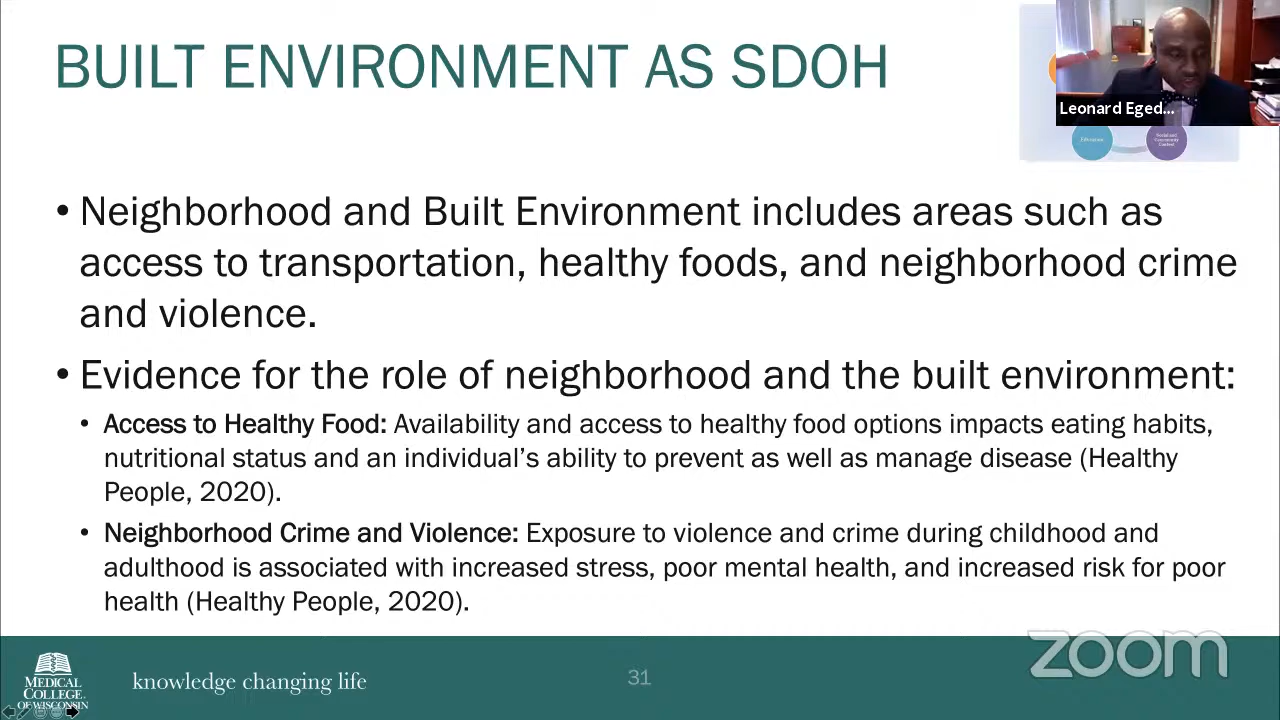 BUILT ENVIRONMENT AS SDOH
Leonard Eged...
Education
Social and
Community
Context
• Neighborhood and Built Environment includes areas such as
access to transportation, healthy foods, and neighborhood crime
and violence.
• Evidence for the role of neighborhood and the built environment:
• Access to Healthy Food: Availability and access to healthy food options impacts eating habits,
nutritional status and an individual's ability to prevent as well as manage disease (Healthy
People, 2020).
• Neighborhood Crime and Violence: Exposure to violence and crime during childhood and
adulthood is associated with increased stress, poor mental health, and increased risk for poor
health (Healthy People, 2020).
zoom
MEDICAL
COLLEGE
OF WISCONSIN
knowledge changing life
31